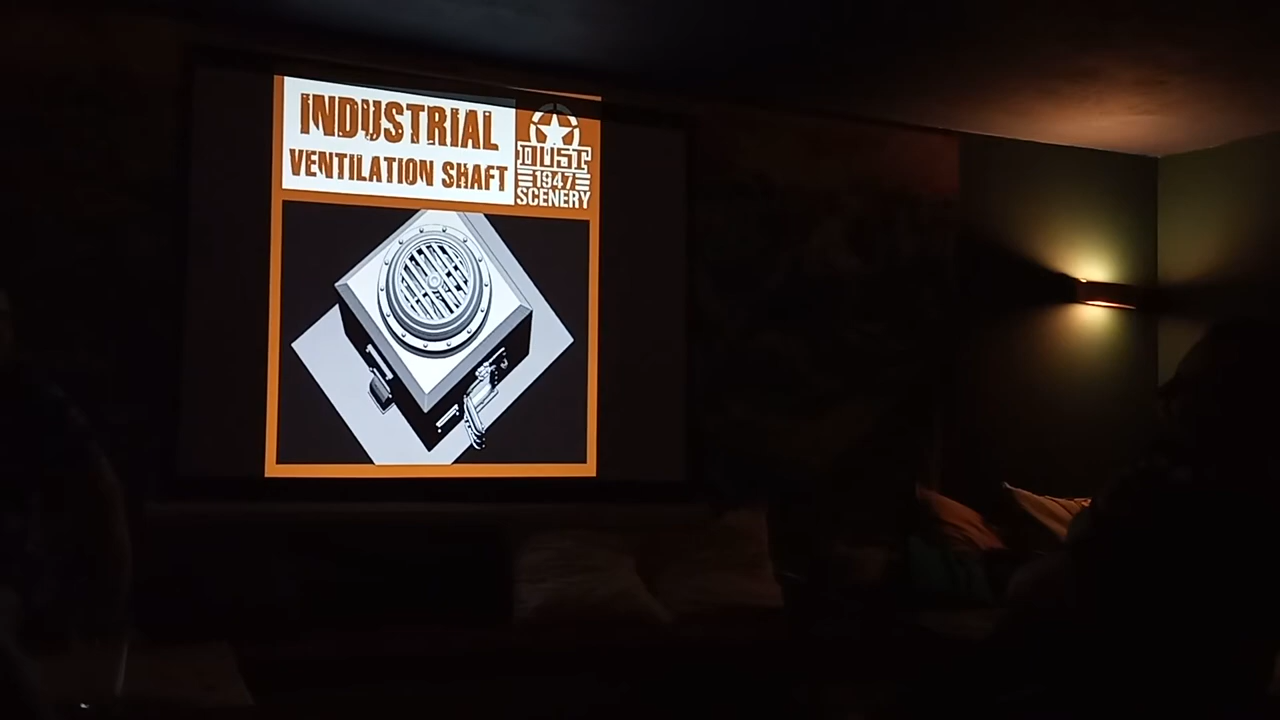 INDUSTRIAL
VENTILATION SHAFT
DUST
1947
SCENERY